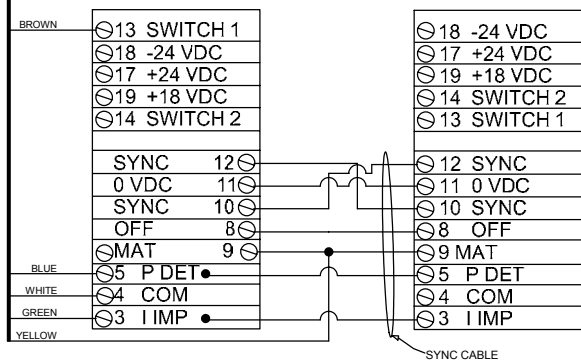 BROWN
13 SWITCH 1
18 -24 VDC
17 +24 VDC
19 +18 VDC
14 SWITCH 2
SYNC 12
0 VDC 11
SYNC 10
OFF 8
MAT 9
BLUE
5 P DET
WHITE
4 COM
GREEN
3 I IMP
YELLOW
18 -24 VDC
17 +24 VDC
19 +18 VDC
14 SWITCH 2
13 SWITCH 1
12 SYNC
11 0 VDC
10 SYNC
8 OFF
9 MAT
5 P DET
4 COM
3 I IMP
SYNC CABLE